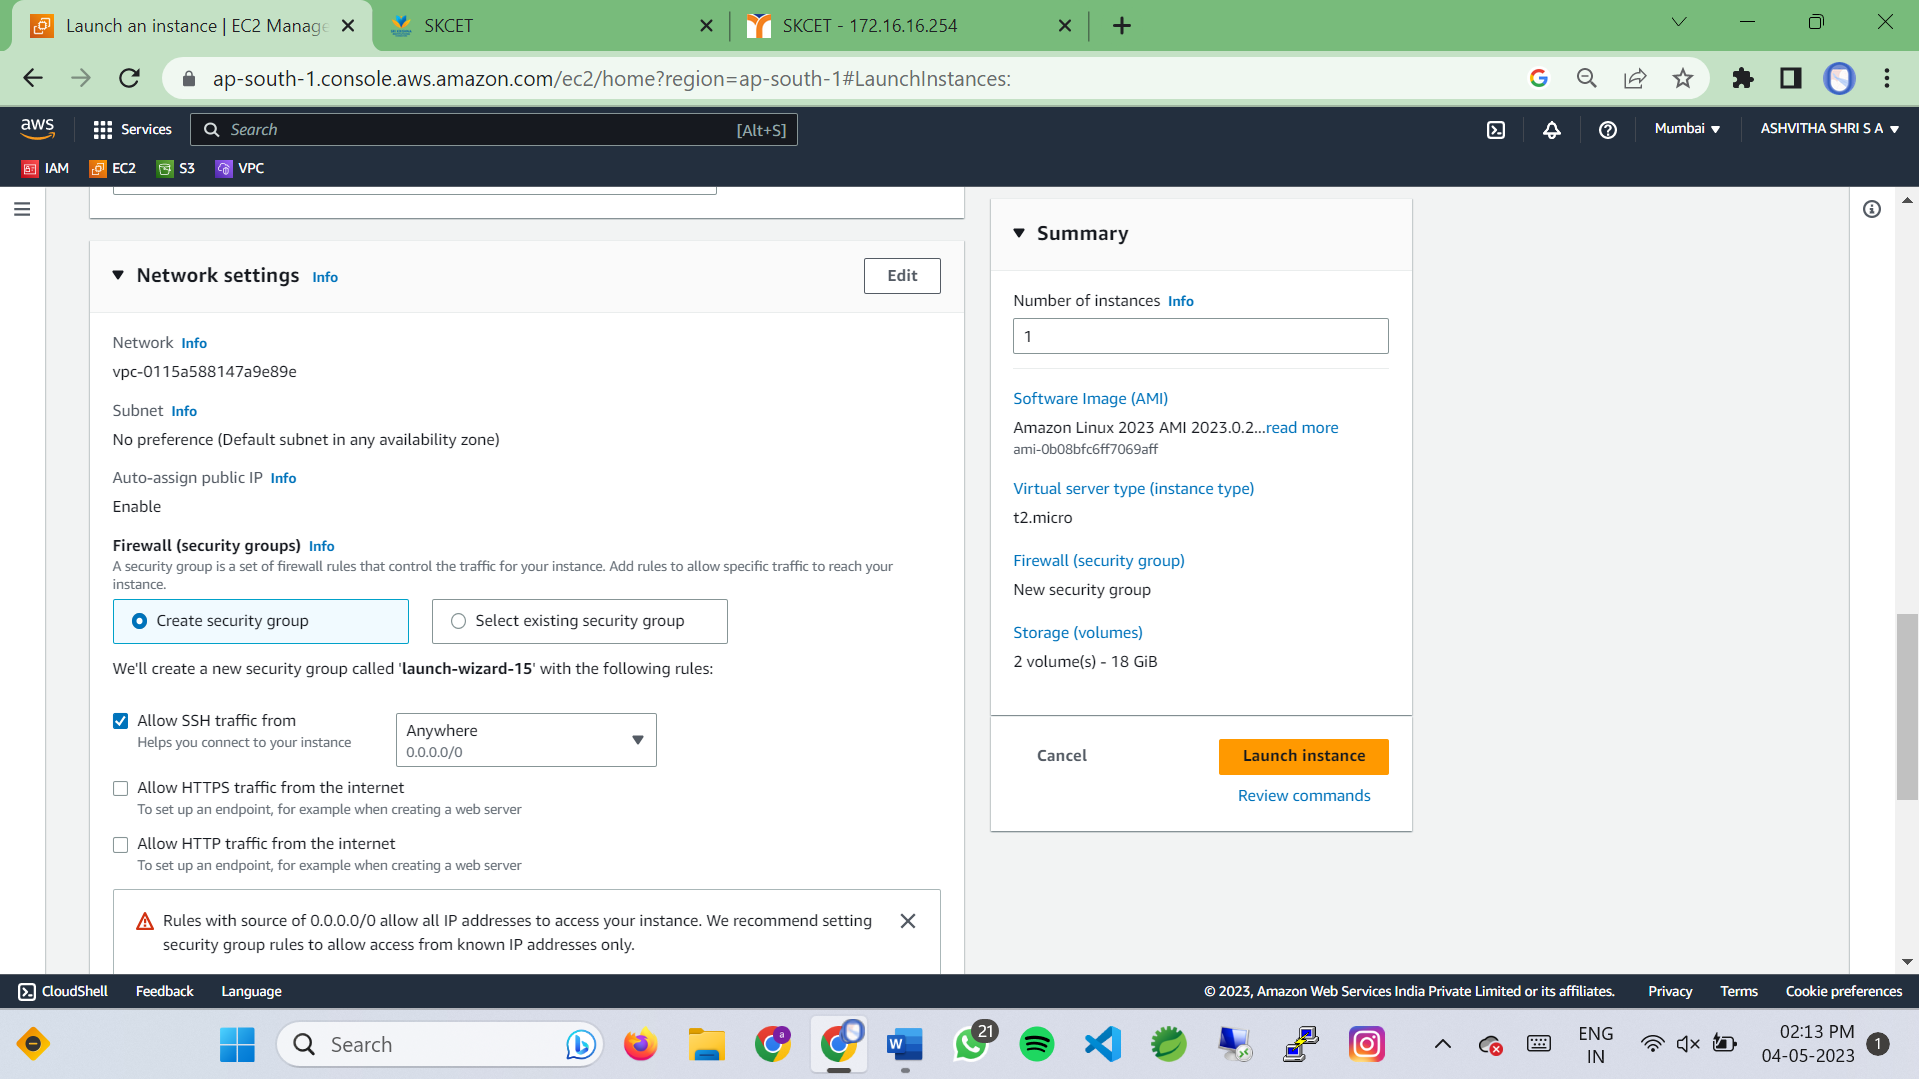 Launch an instance | EC2 Manage
SKCET
SKCET - 172.16.16.254
ap-south-1.console.aws.amazon.com/ec2/home?region=ap-south-1#LaunchInstances:
aws
Services
Search
[Alt+S]
Mumbai
ASHVITHA SHRI S A
IAM
EC2
S3
VPC
Network settings
Info
Edit
Network
Info
vpc-0115a588147a9e89e
Subnet
Info
No preference (Default subnet in any availability zone)
Auto-assign public IP
Info
Enable
Firewall (security groups)
Info
A security group is a set of firewall rules that control the traffic for your instance. Add rules to allow specific traffic to reach your
instance.
Create security group
Select existing security group
We'll create a new security group called 'launch-wizard-15' with the following rules:
Allow SSH traffic from
Helps you connect to your instance
Anywhere
0.0.0.0/0
Allow HTTPS traffic from the internet
To set up an endpoint, for example when creating a web server
Allow HTTP traffic from the internet
To set up an endpoint, for example when creating a web server
Rules with source of 0.0.0.0/0 allow all IP addresses to access your instance. We recommend setting
security group rules to allow access from known IP addresses only.
Summary
Number of instances
Info
1
Software Image (AMI)
Amazon Linux 2023 AMI 2023.0.2...read more
ami-0b08bfc6ff7069aff
Virtual server type (instance type)
t2.micro
Firewall (security group)
New security group
Storage (volumes)
2 volume(s) - 18 GiB
Cancel
Launch instance
Review commands
CloudShell
Feedback
Language
© 2023, Amazon Web Services India Private Limited or its affiliates.
Privacy
Terms
Cookie preferences
Search
a
W
21
ENG
IN
02:13 PM
04-05-2023
1